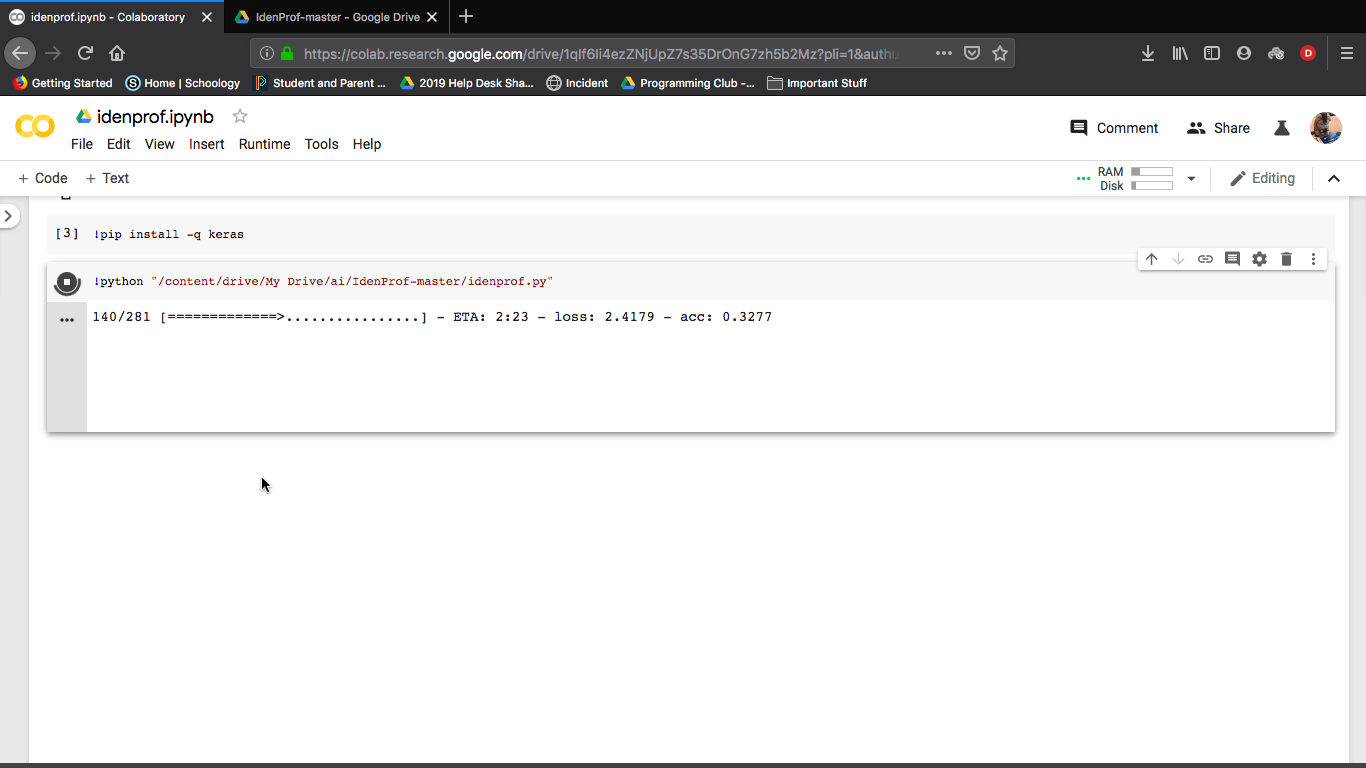 idenprof.ipynb - Colaboratory
IdenProf-master - Google Drive
https://colab.research.google.com/drive/1qIf6Ii4ezZNjUpZ7s35DrOnG7zh5b2Mz?pli=1&authu
D
Getting Started
Home | Schoology
Student and Parent ...
2019 Help Desk Sha...
Incident
Programming Club -...
Important Stuff
idenprof.ipynb
File Edit View Insert Runtime Tools Help
Comment
Share
+ Code + Text
RAM
Disk
Editing
[3] !pip install -q keras
!python "/content/drive/My Drive/ai/IdenProf-master/idenprof.py"
140/281 [=============>................] - ETA: 2:23 - loss: 2.4179 - acc: 0.3277